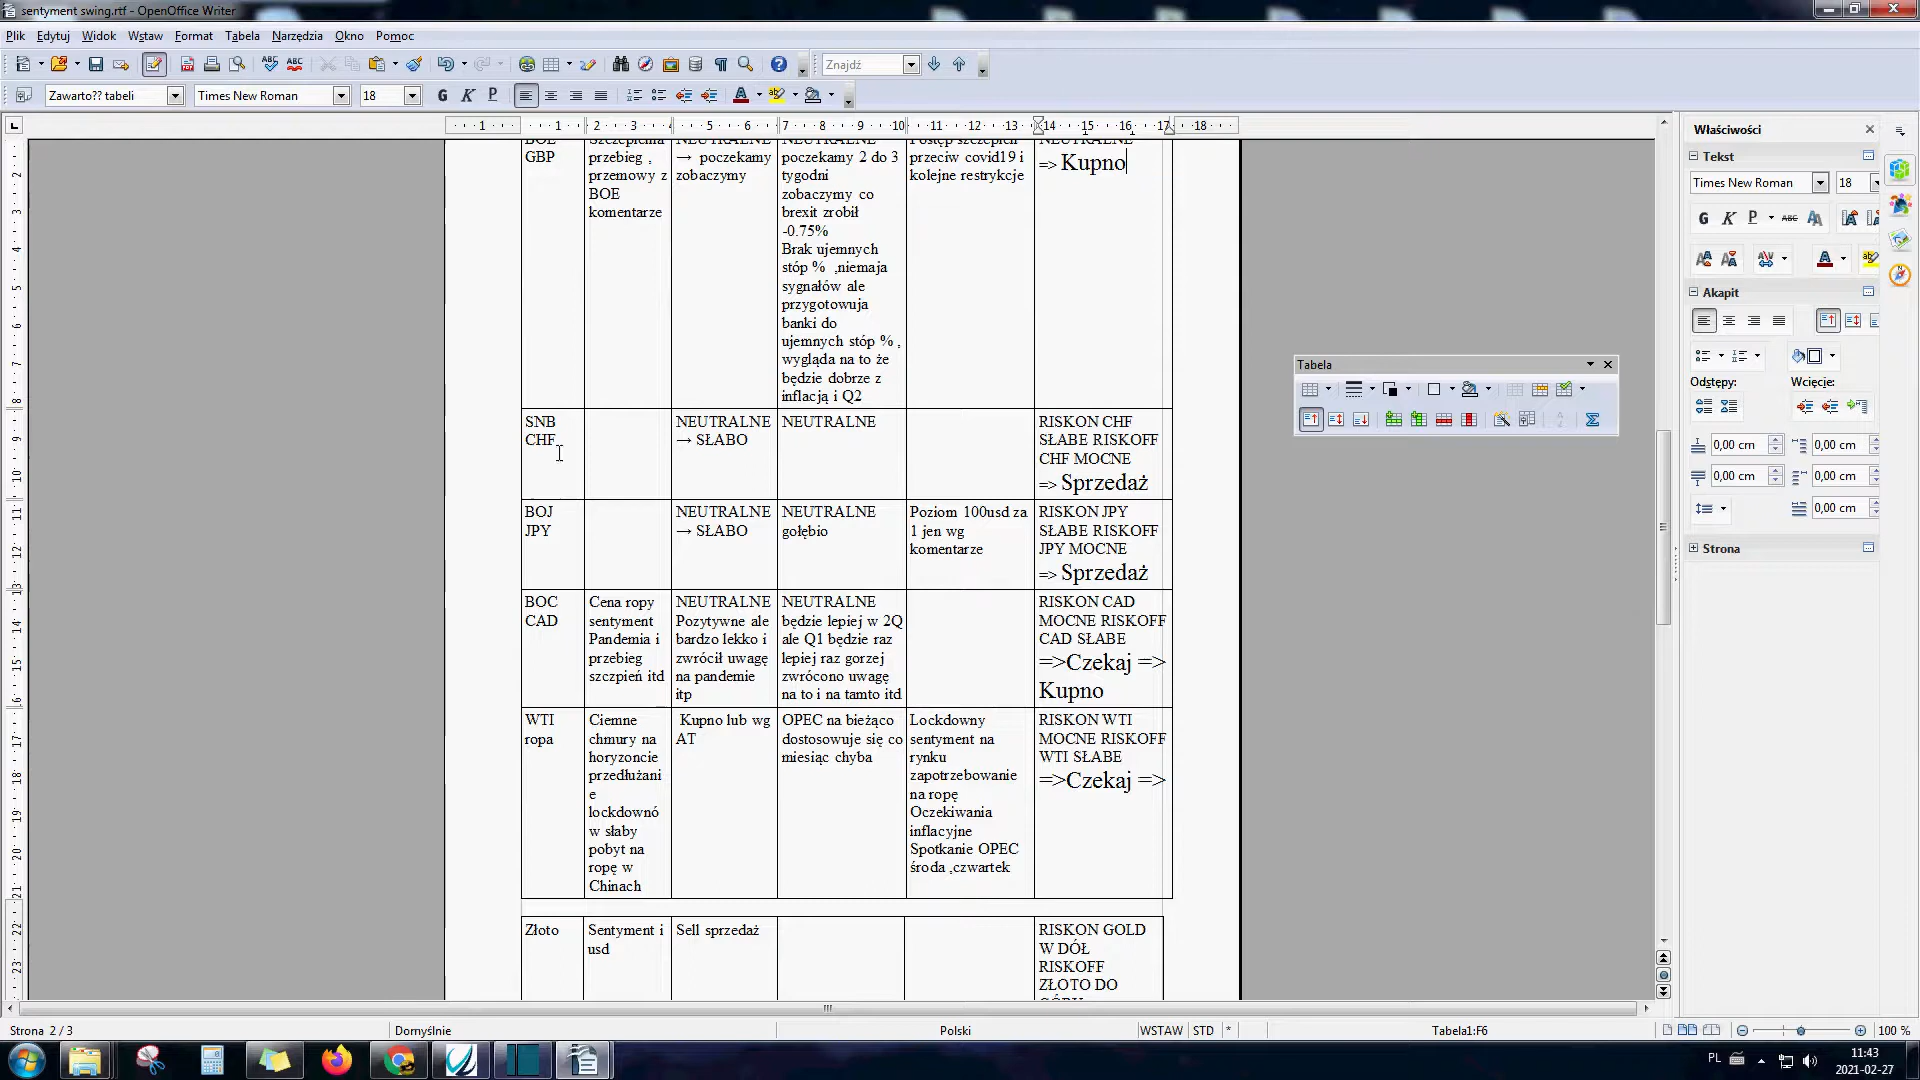 sentyment swing.rtf - OpenOffice Writer
Plik Edytuj Widok Wstaw Format Tabela Narzędzia Okno Pomoc
Znajdź
Zawarto?? tabeli Times New Roman 18
Właściwości
Tekst
Times New Roman 18
Akapit
Odstępy: Wcięcie:
0,00 cm 0,00 cm
0,00 cm 0,00 cm
0,00 cm
Strona
Tabela
BOE
GBP
Szczepienia
przebieg ,
przemowy z
BOE
komentarze
NEUTRALNE
→ poczekamy
zobaczymy
NEUTRALNE
poczekamy 2 do 3
tygodni
zobaczymy co
brexit zrobił
-0.75%
Brak ujemnych
stóp % ,niemaja
sygnałów ale
przygotowuja
banki do
ujemnych stóp % ,
wygląda na to że
będzie dobrze z
inflacją i Q2
Postęp szczepień
przeciw covid19 i
kolejne restrykcje
NEUTRALNE
=> Kupno
SNB
CHF
NEUTRALNE
→ SŁABO
NEUTRALNE
RISKON CHF
SŁABE RISKOFF
CHF MOCNE
=> Sprzedaż
BOJ
JPY
NEUTRALNE
→ SŁABO
NEUTRALNE
gołębio
Poziom 100usd za
1 jen wg
komentarze
RISKON JPY
SŁABE RISKOFF
JPY MOCNE
=> Sprzedaż
BOC
CAD
Cena ropy
sentyment
Pandemia i
przebieg
szczpień itd
NEUTRALNE
Pozytywne ale
bardzo lekko i
zwrócił uwagę
na pandemie
itp
NEUTRALNE
będzie lepiej w 2Q
ale Q1 będzie raz
lepiej raz gorzej
zwrócono uwagę
na to i na tamto itd
RISKON CAD
MOCNE RISKOFF
CAD SŁABE
=>Czekaj =>
Kupno
WTI
ropa
Ciemne
chmury na
horyzoncie
przedłużani
e
lockdownó
w słaby
pobyt na
ropę w
Chinach
Kupno lub wg
AT
OPEC na bieżąco
dostosowuje się co
miesiąc chyba
Lockdowny
sentyment na
rynku
zapotrzebowanie
na ropę
Oczekiwania
inflacyjne
Spotkanie OPEC
środa ,czwartek
RISKON WTI
MOCNE RISKOFF
WTI SŁABE
=>Czekaj =>
Złoto
Sentyment i
usd
Sell sprzedaż
RISKON GOLD
W DÓŁ
RISKOFF
ZŁOTO DO
GÓRY
Strona 2 / 3 Domyślnie Polski WSTAW STD * Tabela1:F6 100 %
PL 11:43
2021-02-27